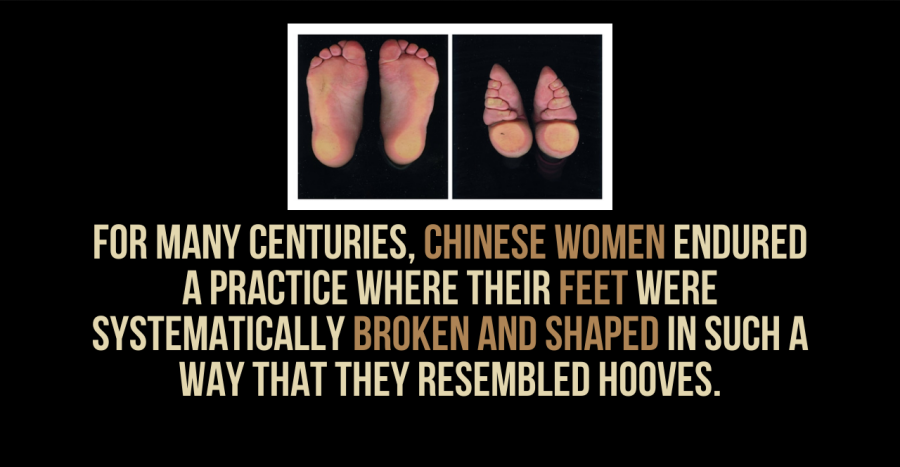 FOR MANY CENTURIES, CHINESE WOMEN ENDURED
A PRACTICE WHERE THEIR FEET WERE
SYSTEMATICALLY BROKEN AND SHAPED IN SUCH A
WAY THAT THEY RESEMBLED HOOVES.